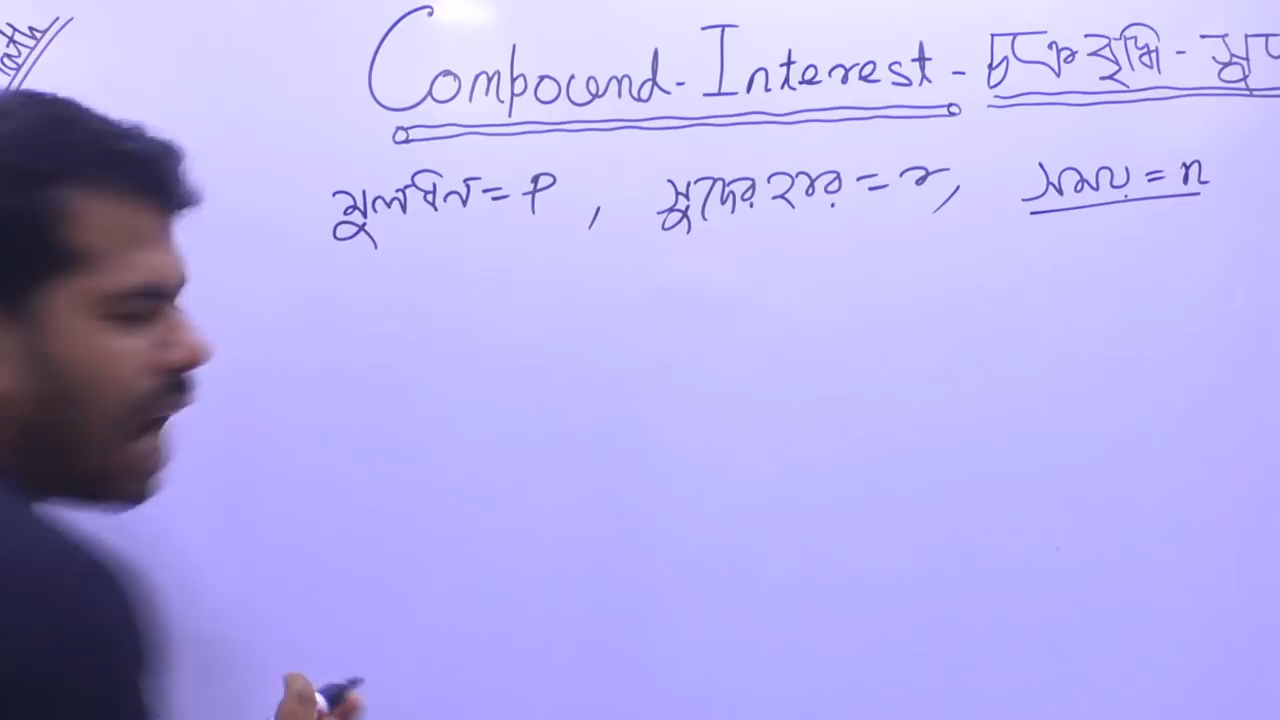 Compound-Interest - চক্রবৃদ্ধি - সুদ
মুলধন = P , সুদের হার = r, সময় = n